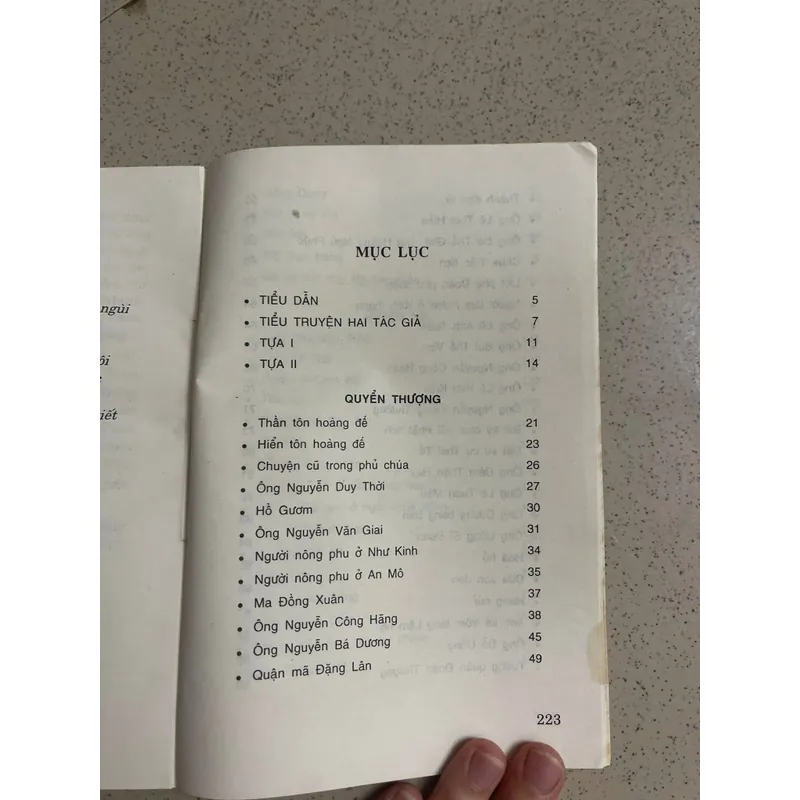 ngùi
ôi
iết
MỤC LỤC
• TIỂU DẪN 5
• TIỂU TRUYỆN HAI TÁC GIẢ 7
• TỰA I 11
• TỰA II 14
QUYỂN THƯỢNG
• Thần tôn hoàng đế 21
• Hiển tôn hoàng đế 23
• Chuyện cũ trong phủ chúa 26
• Ông Nguyễn Duy Thời 27
• Hồ Gươm 30
• Ông Nguyễn Văn Giai 31
• Người nông phu ở Như Kinh 34
• Người nông phu ở An Mô 35
• Ma Đồng Xuân 37
• Ông Nguyễn Công Hãng 38
• Ông Nguyễn Bá Dương 45
• Quận mã Đặng Lân 49
223